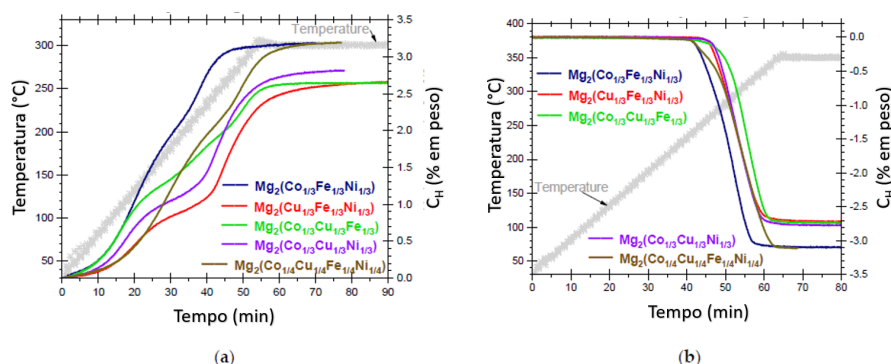 Temperature
Temperatura (°C)
300
250
200
150
100
50
3.5
3.0
2.5
2.0
1.5
1.0
0.5
0.0
C_H (% em peso)
Mg₂(Co₁/₃Fe₁/₃Ni₁/₃)
Mg₂(Cu₁/₃Fe₁/₃Ni₁/₃)
Mg₂(Co₁/₃Cu₁/₃Fe₁/₃)
Mg₂(Co₁/₃Cu₁/₃Ni₁/₃)
Mg₂(Co₁/₄Cu₁/₄Fe₁/₄Ni₁/₄)
0 10 20 30 40 50 60 70 80 90
Tempo (min)
(a)
Temperatura (°C)
400
350
300
250
200
150
100
50
0.0
-0.5
-1.0
-1.5
-2.0
-2.5
-3.0
-3.5
C_H (% em peso)
Mg₂(Co₁/₃Fe₁/₃Ni₁/₃)
Mg₂(Cu₁/₃Fe₁/₃Ni₁/₃)
Mg₂(Co₁/₃Cu₁/₃Fe₁/₃)
Temperature
Mg₂(Co₁/₃Cu₁/₃Ni₁/₃)
Mg₂(Co₁/₄Cu₁/₄Fe₁/₄Ni₁/₄)
0 10 20 30 40 50 60 70 80
Tempo (min)
(b)